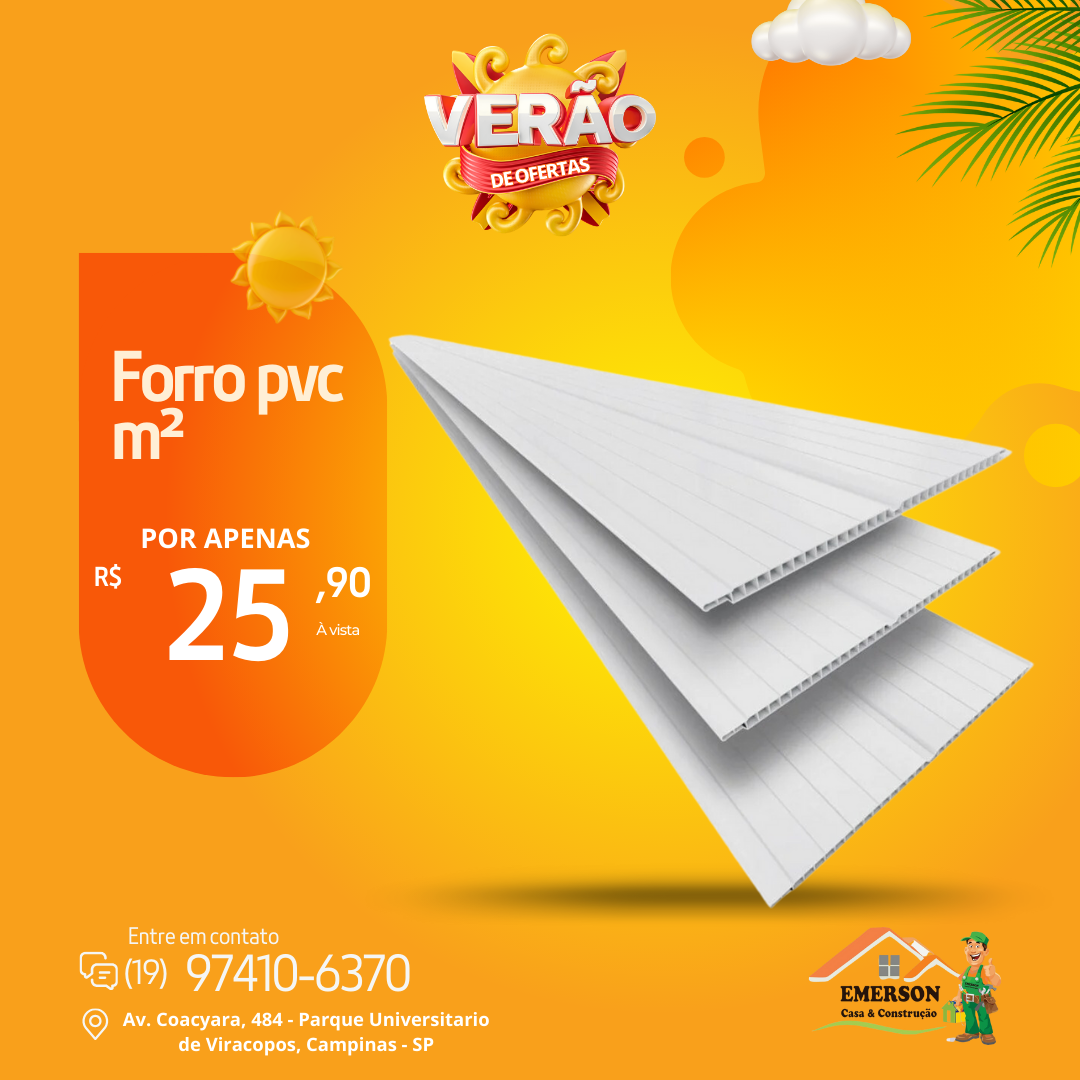 VERÃO
DE OFERTAS
Forro pvc
m²
POR APENAS
R$ 25 ,90
À vista
Entre em contato
(19) 97410-6370
Av. Coacyara, 484 - Parque Universitario
de Viracopos, Campinas - SP
EMERSON
Casa & Construção